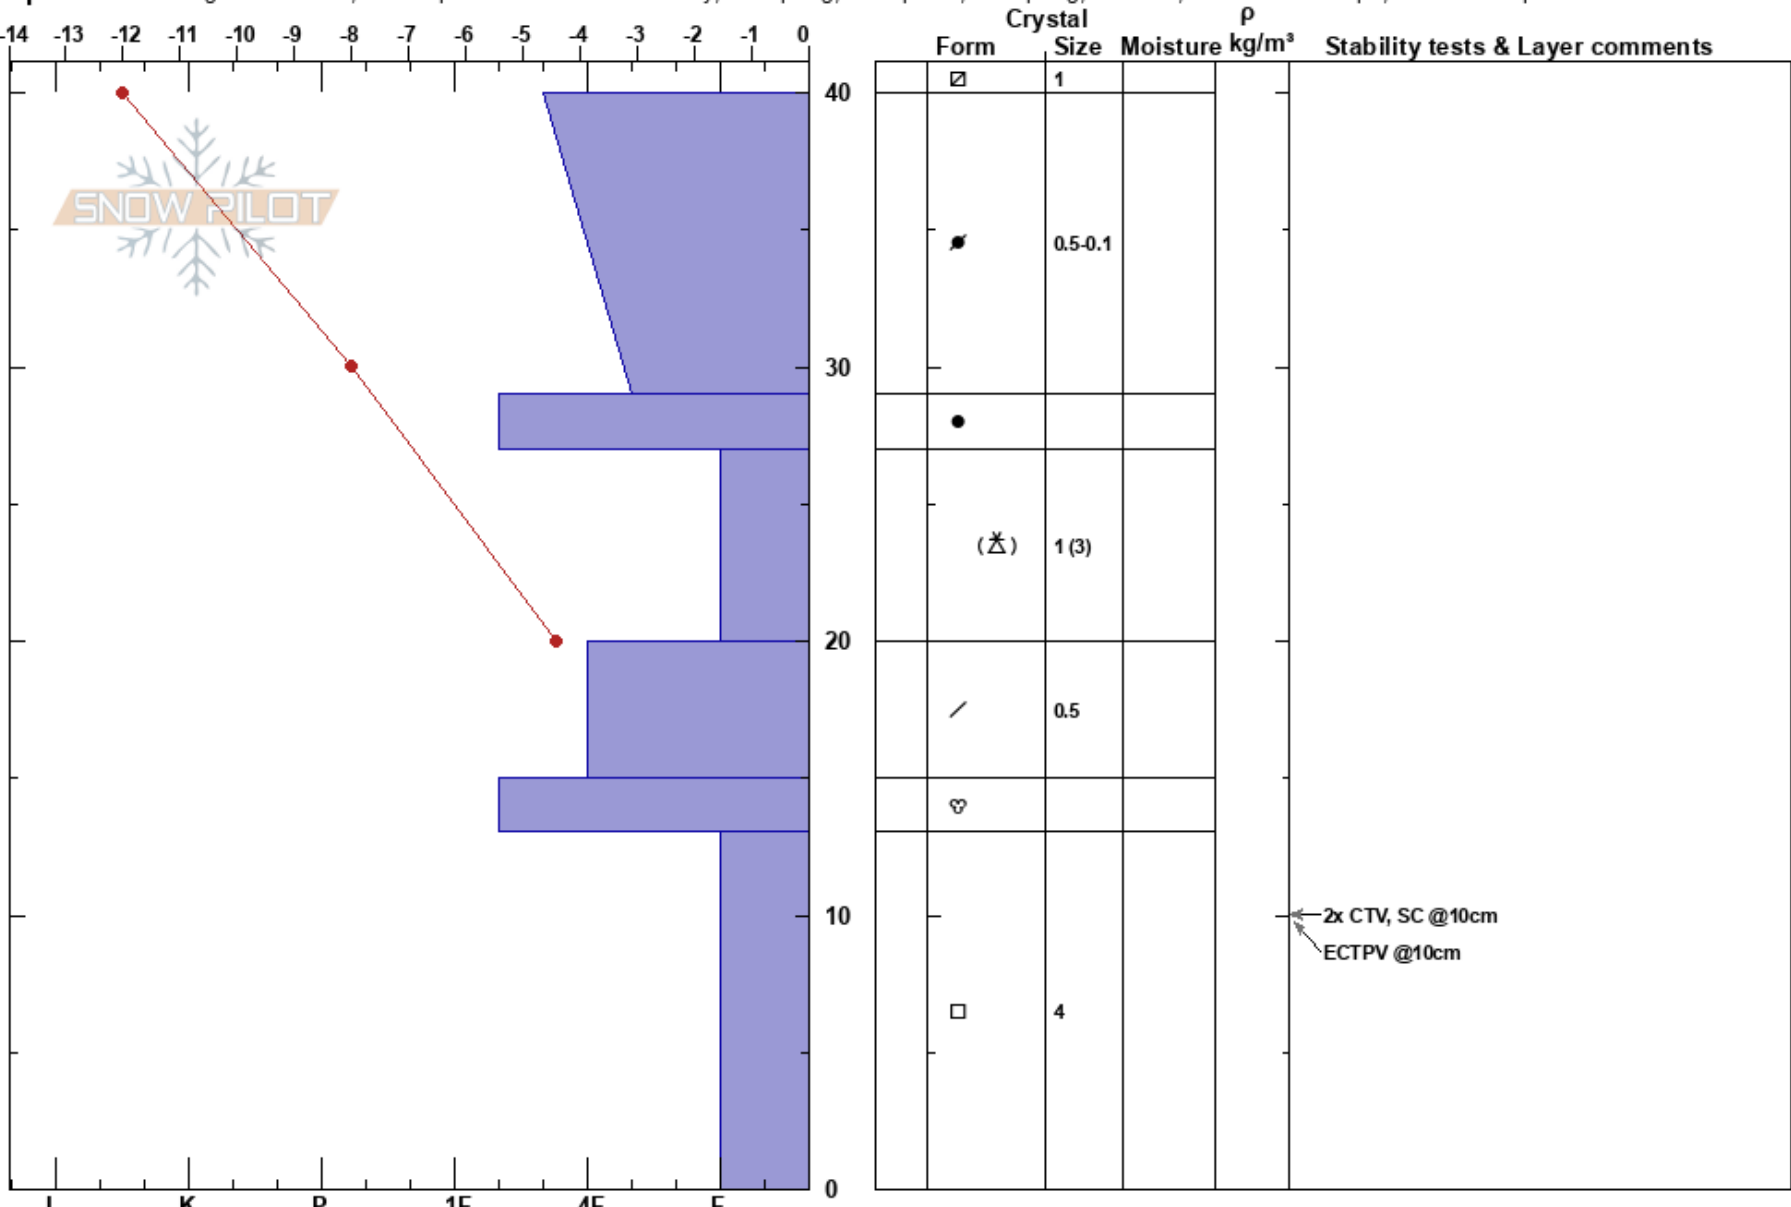 Crystal
ρ
-14 -13 -12 -11 -10 -9 -8 -7 -6 -5 -4 -3 -2 -1 0
Form Size Moisture kg/m³ Stability tests & Layer comments
1
40
SNOW PILOT
0.5-0.1
30
( ) 1 (3)
20
0.5
10
2x CTV, SC @10cm
ECTPV @10cm
4
0
I K P 1F 4F F